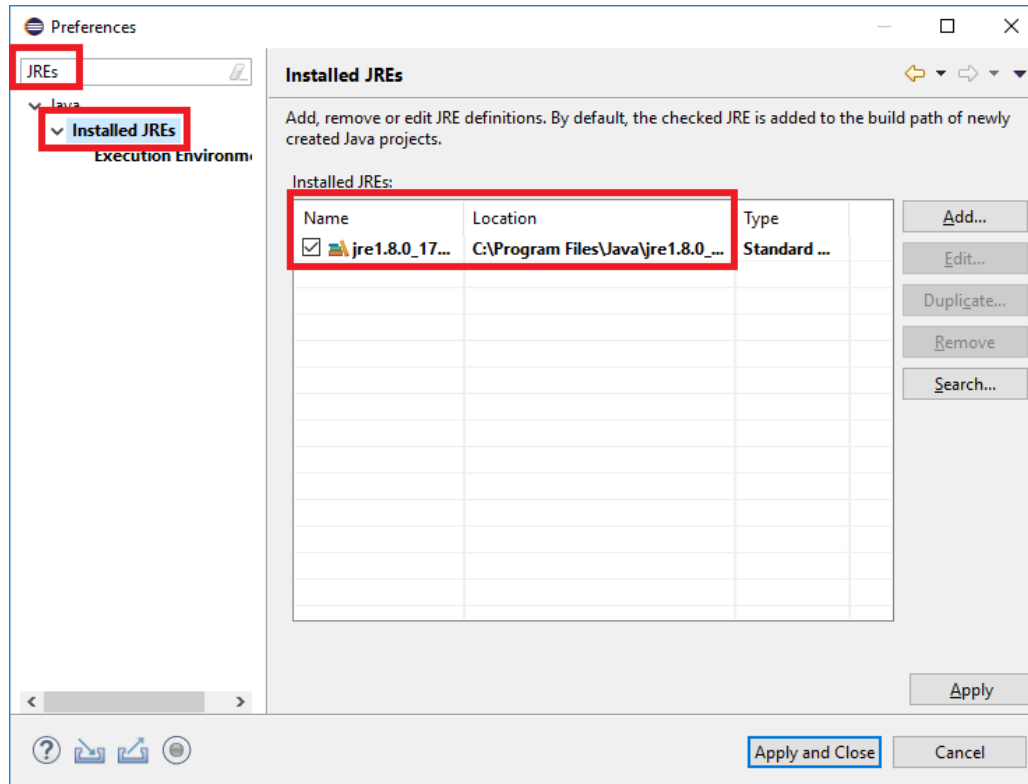 Preferences
JREs
Java
Installed JREs
Execution Environm
Installed JREs
Add, remove or edit JRE definitions. By default, the checked JRE is added to the build path of newly
created Java projects.
Installed JREs:
Name Location Type
jre1.8.0_17... C:\Program Files\Java\jre1.8.0_... Standard ...
Add...
Edit...
Duplicate...
Remove
Search...
Apply
Apply and Close Cancel